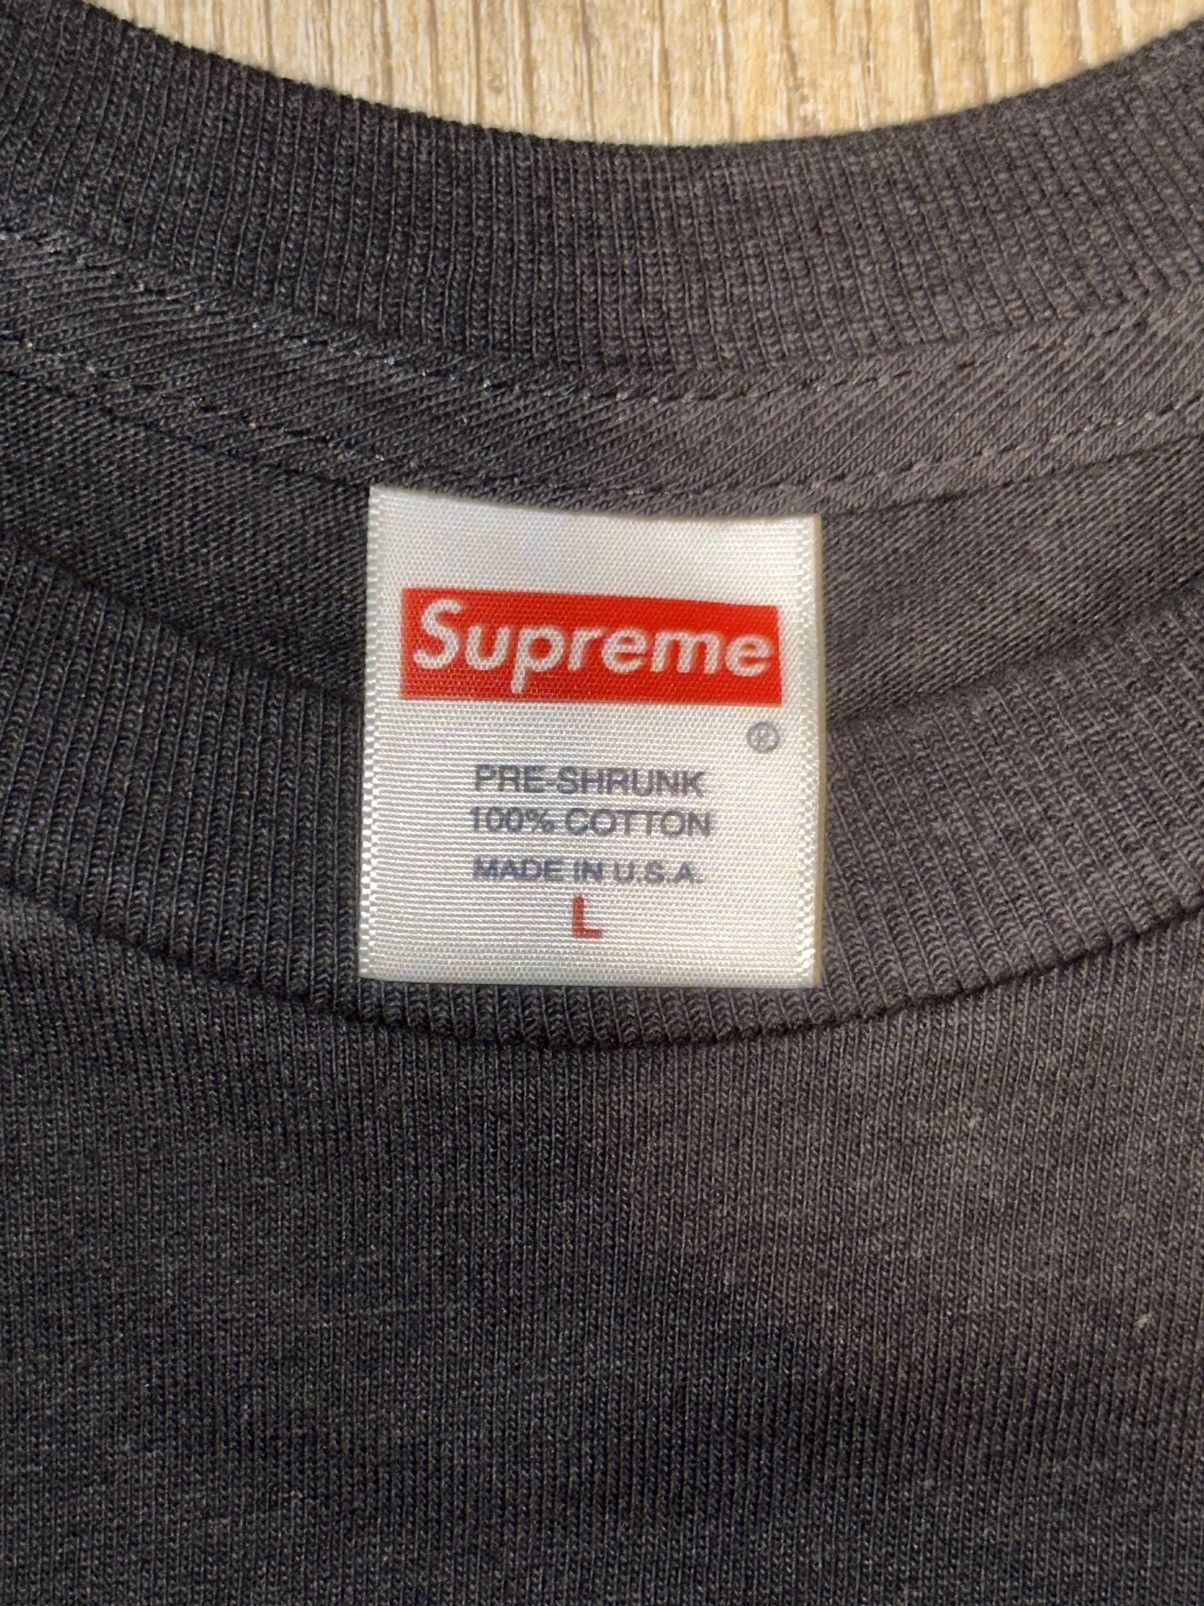 Supreme
®
PRE-SHRUNK
100% COTTON
MADE IN U.S.A.
L